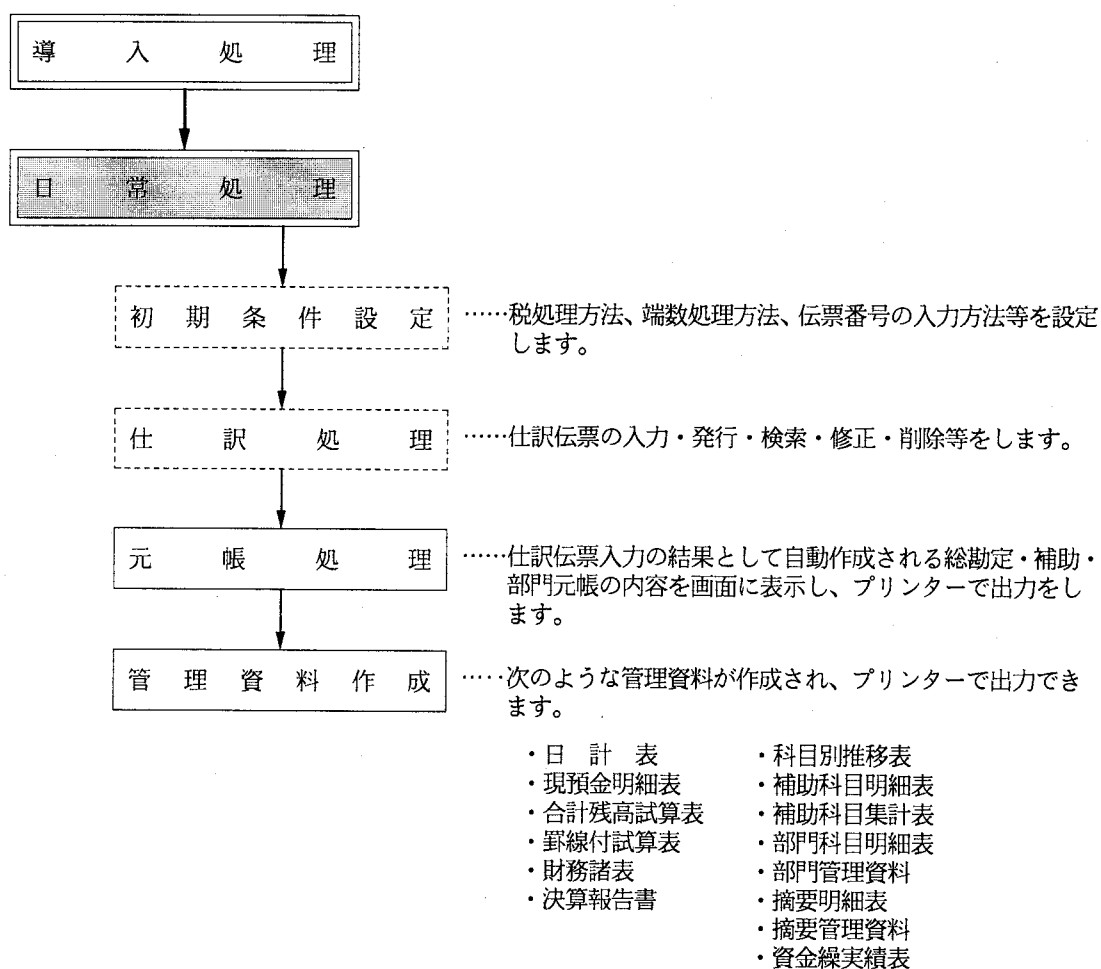 導入処理
日常処理
初期条件設定 ……税処理方法、端数処理方法、伝票番号の入力方法等を設定
します。
仕訳処理 ……仕訳伝票の入力・発行・検索・修正・削除等をします。
元帳処理 ……仕訳伝票入力の結果として自動作成される総勘定・補助・
部門元帳の内容を画面に表示し、プリンターで出力をし
ます。
管理資料作成 ‥‥次のような管理資料が作成され、プリンターで出力でき
ます。
・日計表 ・科目別推移表
・現預金明細表 ・補助科目明細表
・合計残高試算表 ・補助科目集計表
・罫線付試算表 ・部門科目明細表
・財務諸表 ・部門管理資料
・決算報告書 ・摘要明細表
・摘要管理資料
・資金繰実績表